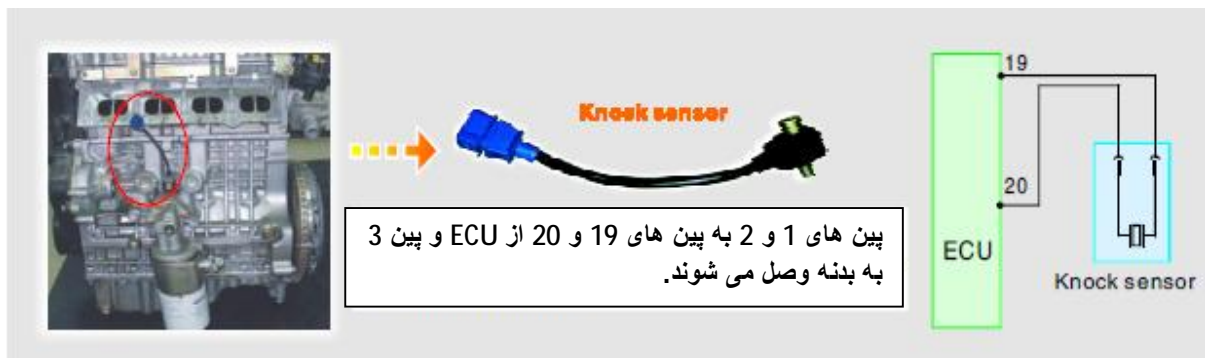 Knock sensor
پین های 1 و 2 به پین های 19 و 20 از ECU و پین 3
به بدنه وصل می شوند.
19
20
ECU
Knock sensor